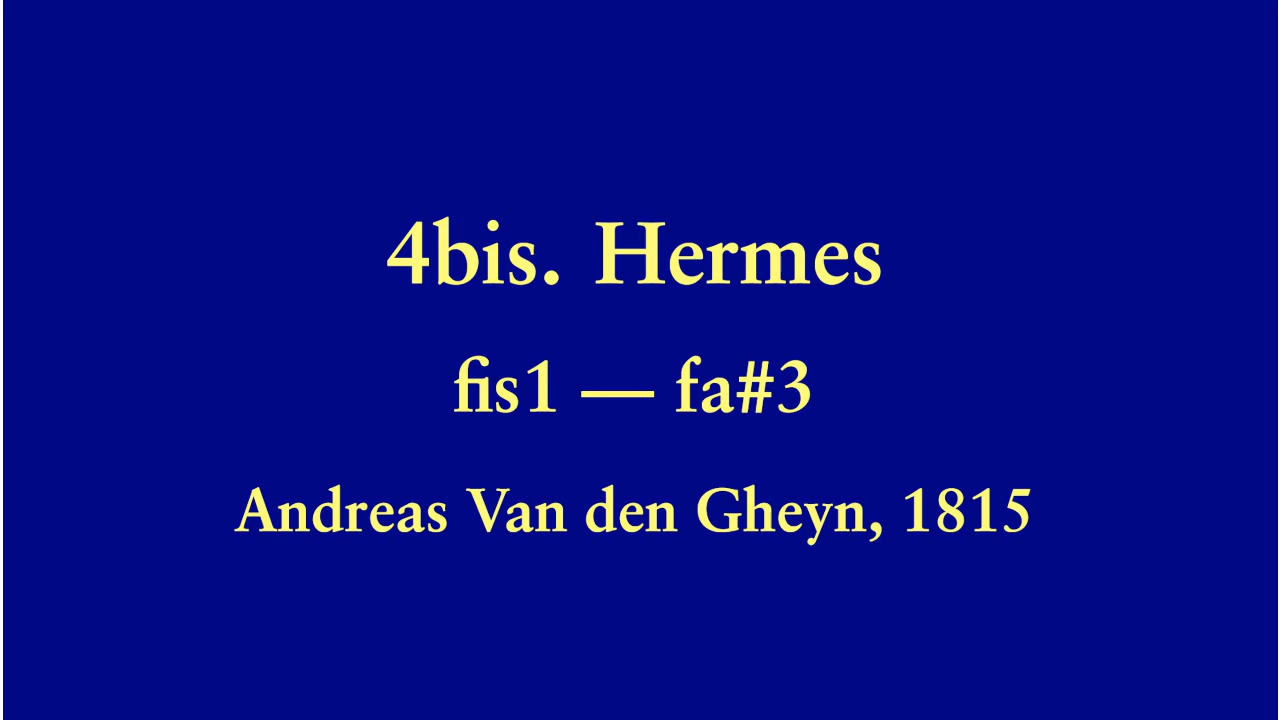 4bis. Hermes
fis1 — fa#3
Andreas Van den Gheyn, 1815